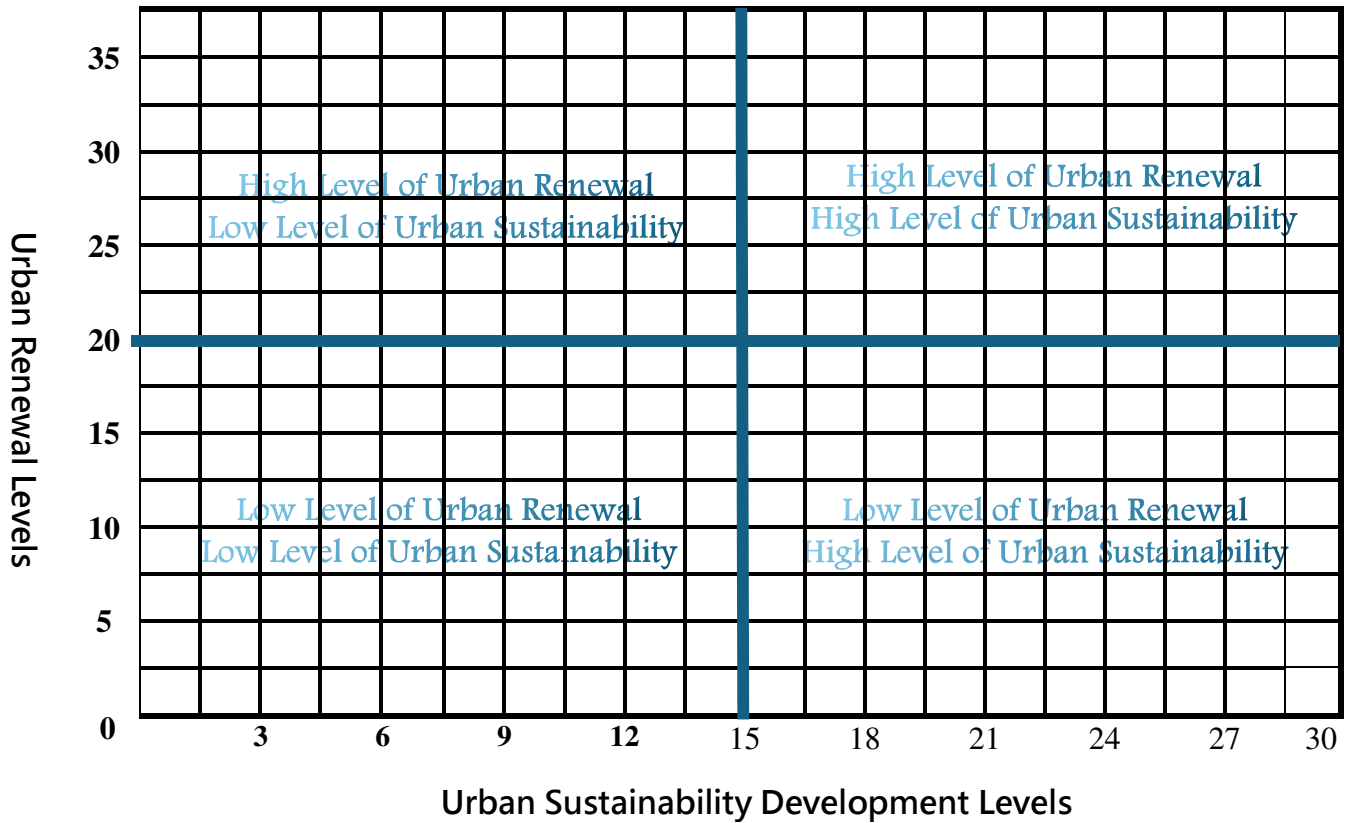 35
30
High Level of Urban Renewal
Low Level of Urban Sustainability
High Level of Urban Renewal
High Level of Urban Sustainability
25
Urban Renewal Levels
20
15
Low Level of Urban Renewal
Low Level of Urban Sustainability
Low Level of Urban Renewal
High Level of Urban Sustainability
10
5
0
3 6 9 12 15 18 21 24 27 30
Urban Sustainability Development Levels